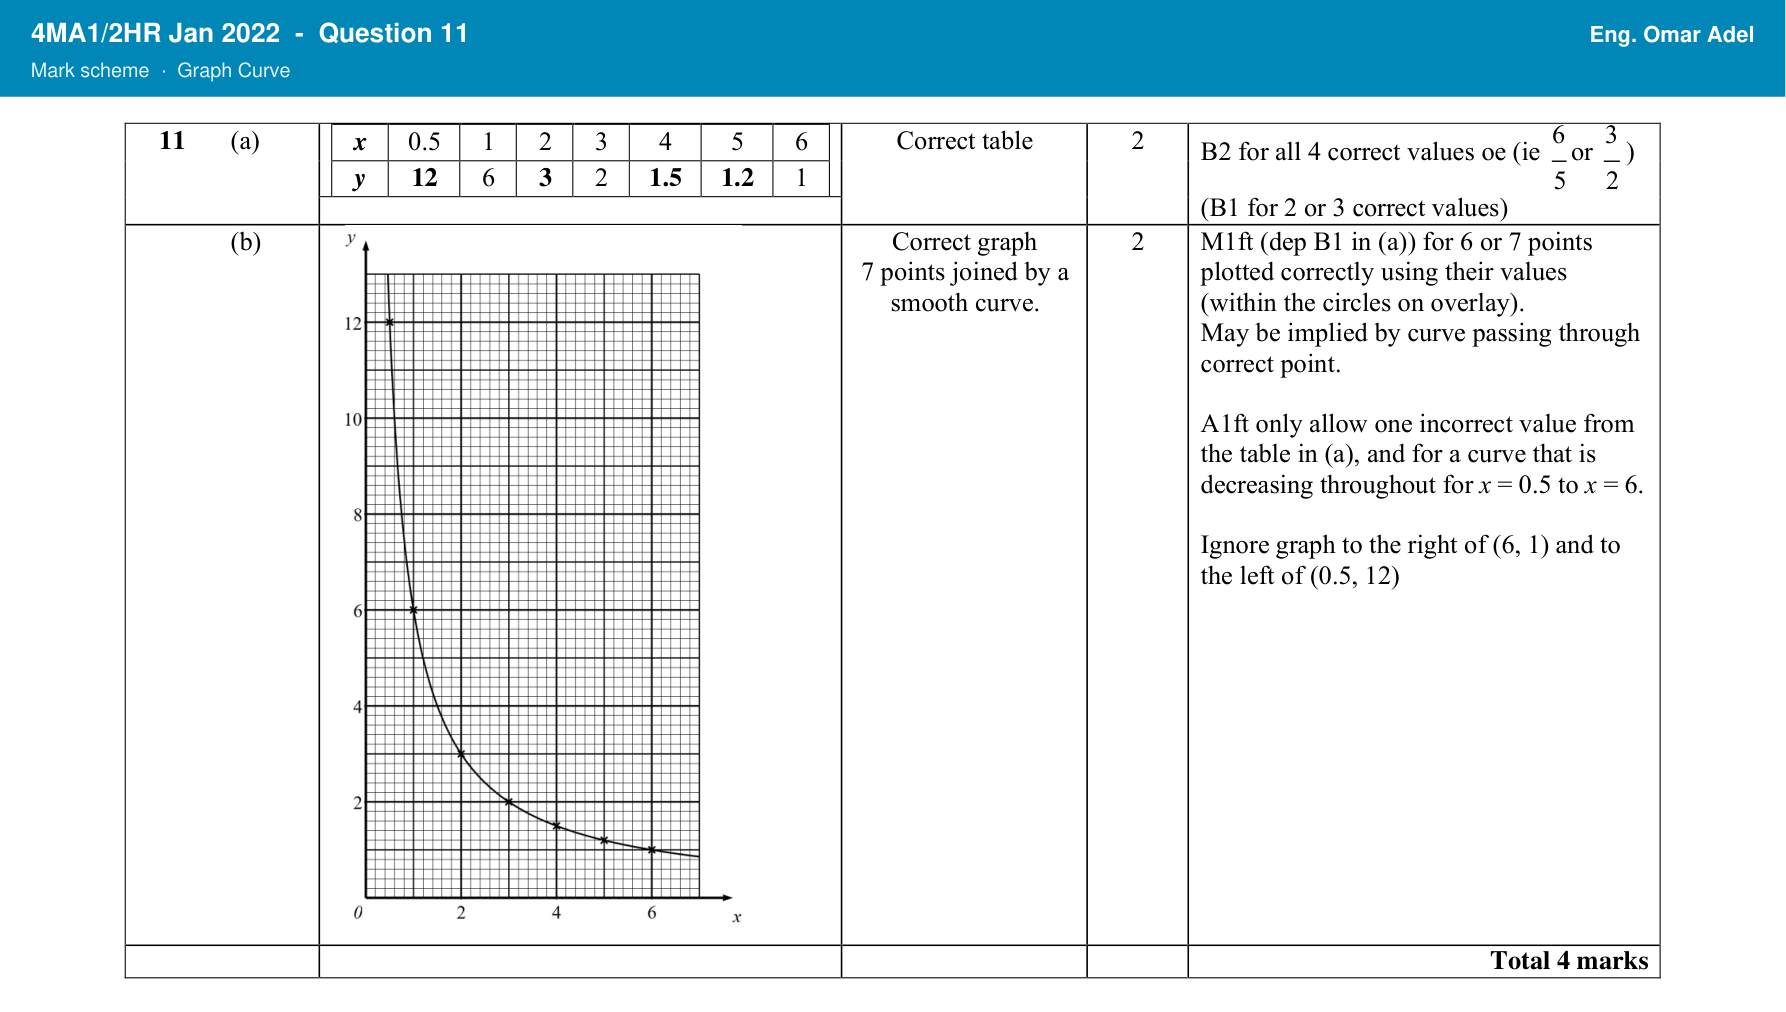 4MA1/2HR Jan 2022 - Question 11
Eng. Omar Adel
Mark scheme · Graph Curve
11 (a)
x 0.5 1 2 3 4 5 6
y 12 6 3 2 1.5 1.2 1
Correct table
2
B2 for all 4 correct values oe (ie 6/5 or 3/2 )
(B1 for 2 or 3 correct values)
(b)
y
12
10
8
6
4
2
0 2 4 6 x
Correct graph
7 points joined by a
smooth curve.
2
M1ft (dep B1 in (a)) for 6 or 7 points
plotted correctly using their values
(within the circles on overlay).
May be implied by curve passing through
correct point.
A1ft only allow one incorrect value from
the table in (a), and for a curve that is
decreasing throughout for x = 0.5 to x = 6.
Ignore graph to the right of (6, 1) and to
the left of (0.5, 12)
Total 4 marks